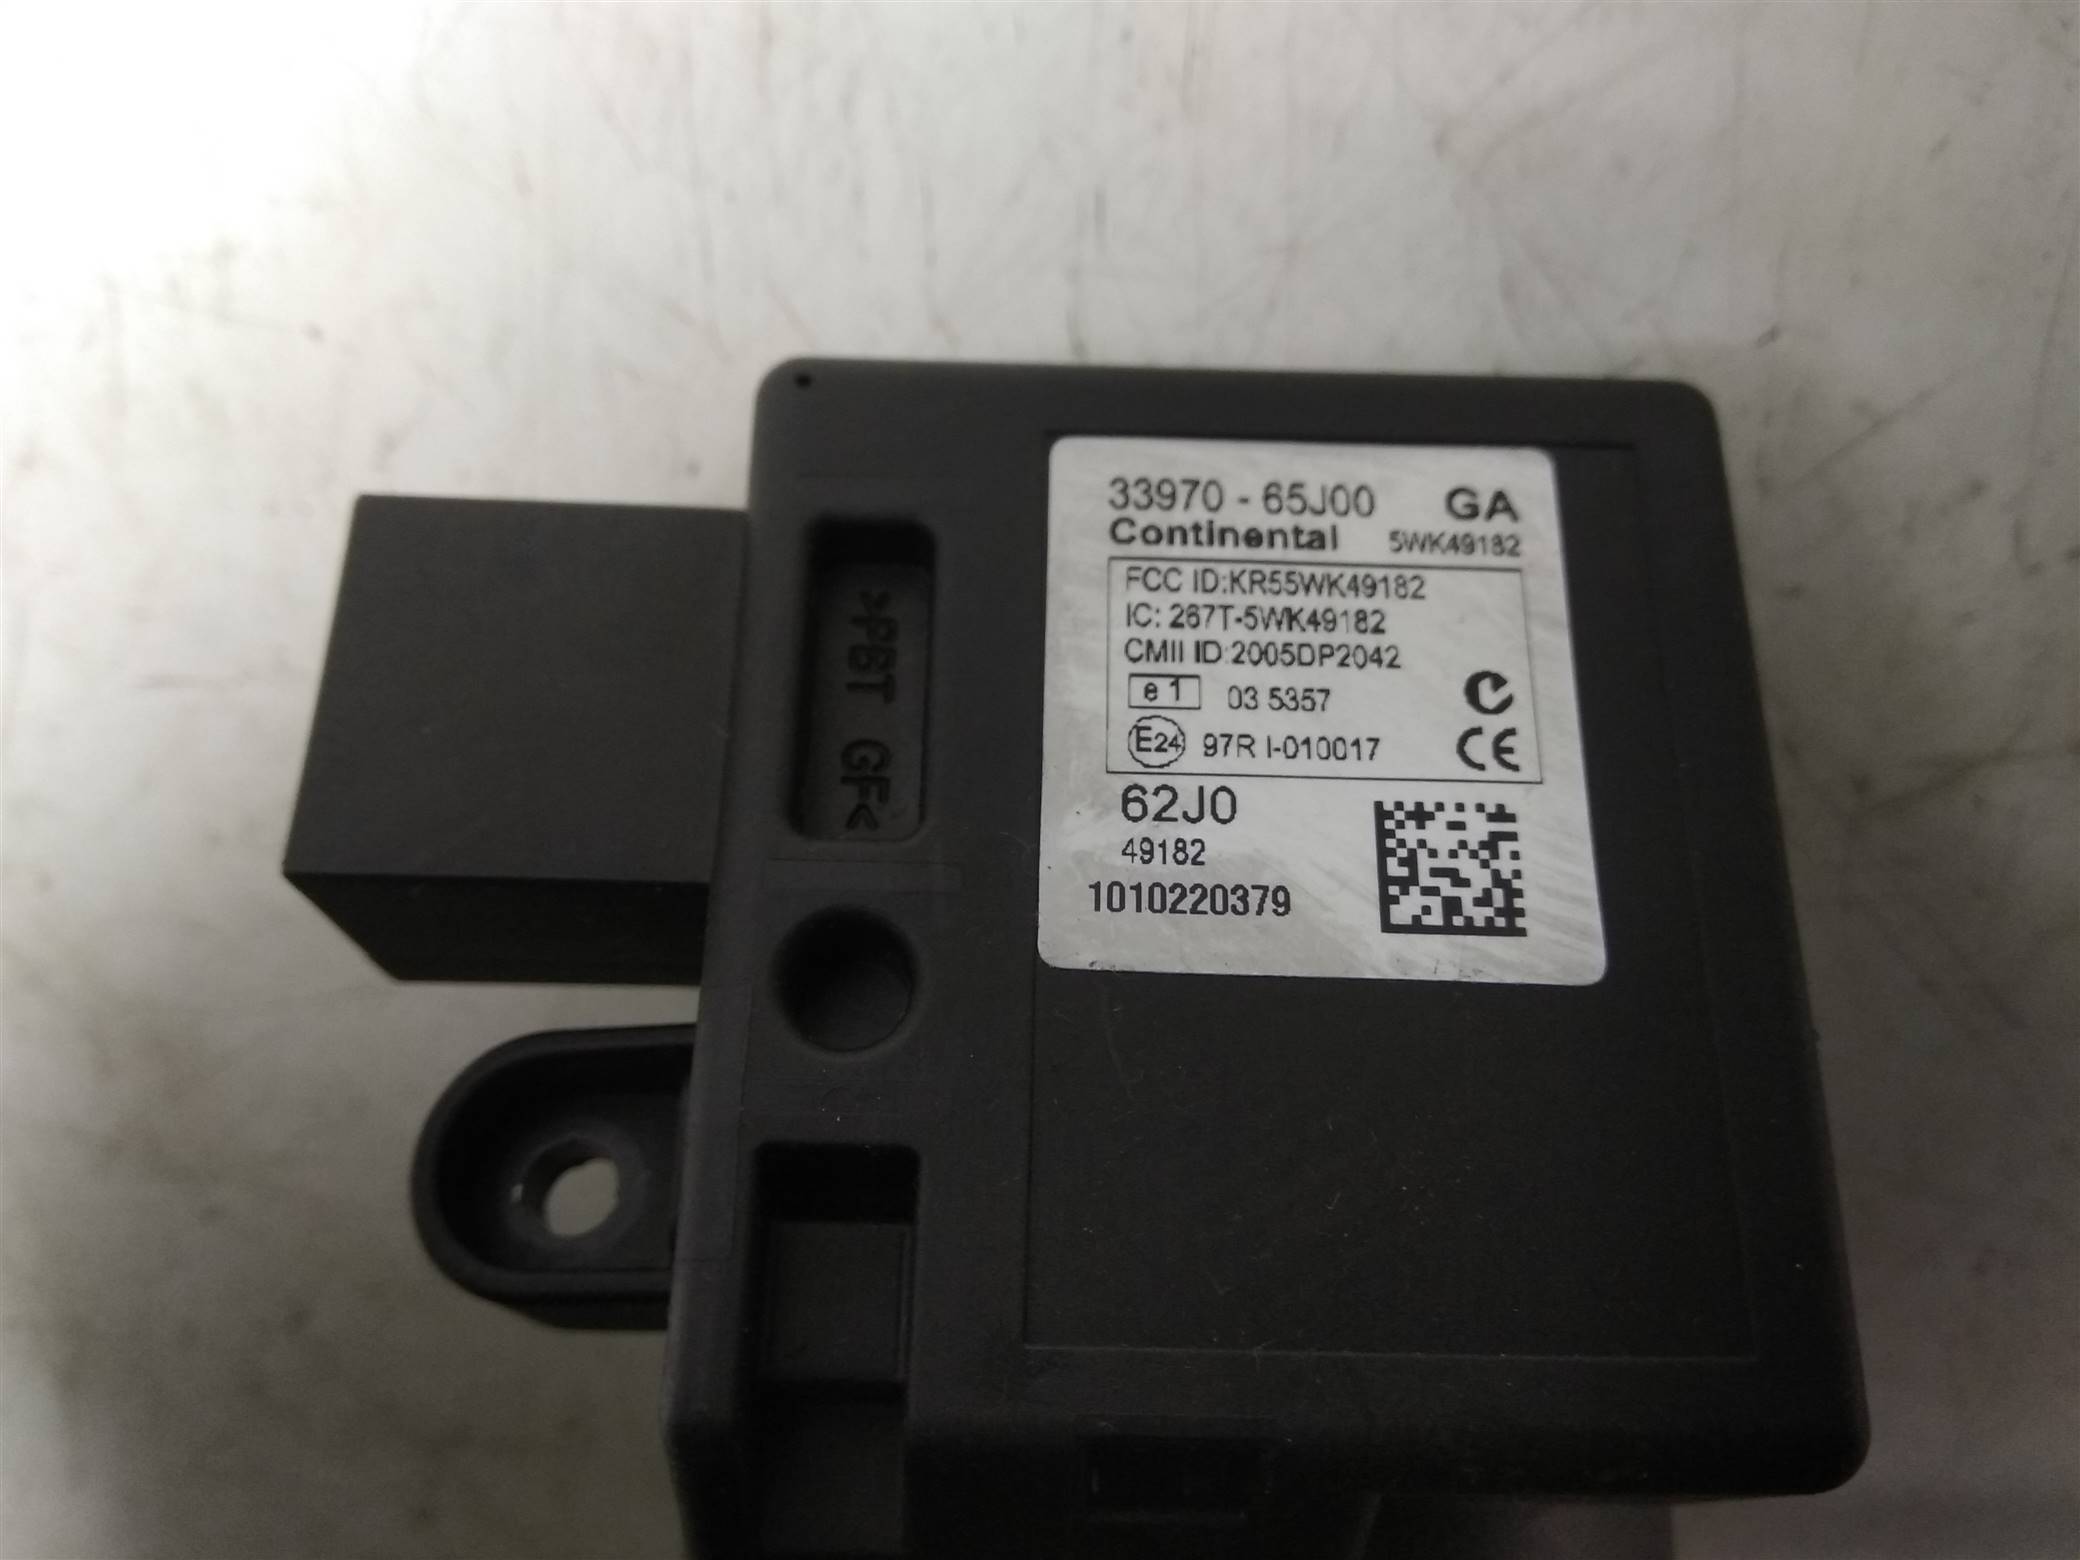 33970 - 65J00 GA
Continental 5WK49182
FCC ID:KR55WK49182
IC: 267T-5WK49182
CMII ID:2005DP2042
e1 03 5357
E24 97R I-010017 CE
62J0
49182
1010220379
>PBT GF<